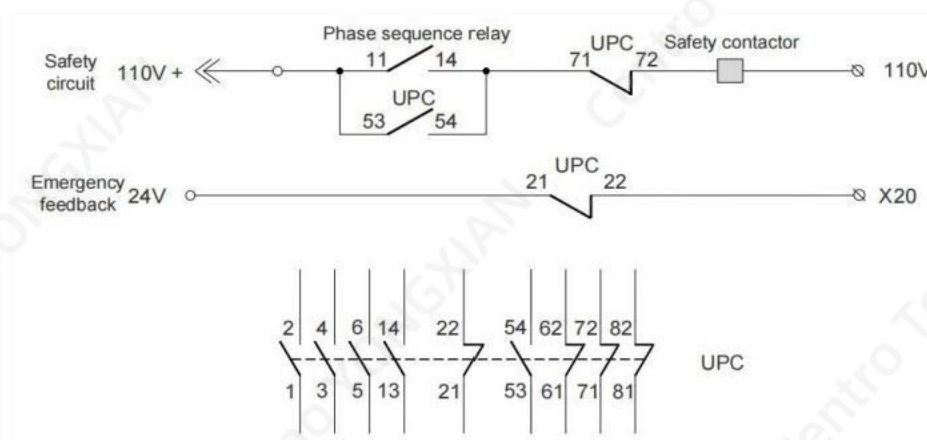 Phase sequence relay
Safety circuit
110V +
11 14
UPC
53 54
UPC
71 72
Safety contactor
110V
Emergency feedback
24V
UPC
21 22
X20
2 4 6 14 22 54 62 72 82
UPC
1 3 5 13 21 53 61 71 81
YONGXIAN
Centro